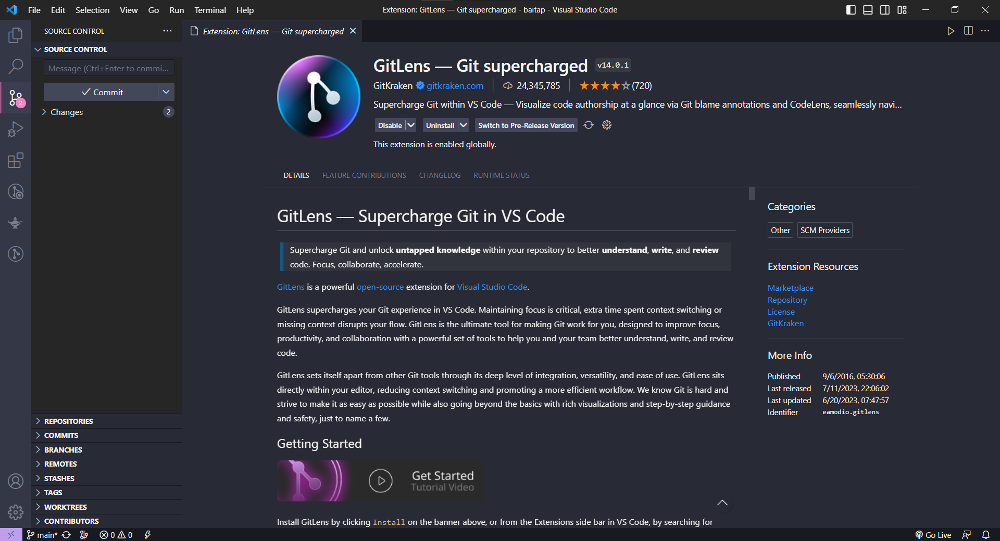 File Edit Selection View Go Run Terminal Help
Extension: GitLens — Git supercharged - baitap - Visual Studio Code
SOURCE CONTROL
SOURCE CONTROL
Message (Ctrl+Enter to commi...
Commit
Changes 2
2
REPOSITORIES
COMMITS
BRANCHES
REMOTES
STASHES
TAGS
WORKTREES
CONTRIBUTORS
Extension: GitLens — Git supercharged
GitLens — Git supercharged v14.0.1
GitKraken gitkraken.com 24,345,785 (720)
Supercharge Git within VS Code — Visualize code authorship at a glance via Git blame annotations and CodeLens, seamlessly navi...
Disable Uninstall Switch to Pre-Release Version
This extension is enabled globally.
DETAILS FEATURE CONTRIBUTIONS CHANGELOG RUNTIME STATUS
GitLens — Supercharge Git in VS Code
Supercharge Git and unlock untapped knowledge within your repository to better understand, write, and review
code. Focus, collaborate, accelerate.
GitLens is a powerful open-source extension for Visual Studio Code.
GitLens supercharges your Git experience in VS Code. Maintaining focus is critical, extra time spent context switching or
missing context disrupts your flow. GitLens is the ultimate tool for making Git work for you, designed to improve focus,
productivity, and collaboration with a powerful set of tools to help you and your team better understand, write, and review
code.
GitLens sets itself apart from other Git tools through its deep level of integration, versatility, and ease of use. GitLens sits
directly within your editor, reducing context switching and promoting a more efficient workflow. We know Git is hard and
strive to make it as easy as possible while also going beyond the basics with rich visualizations and step-by-step guidance
and safety, just to name a few.
Getting Started
Get Started
Tutorial Video
Install GitLens by clicking Install on the banner above, or from the Extensions side bar in VS Code, by searching for
Categories
Other SCM Providers
Extension Resources
Marketplace
Repository
License
GitKraken
More Info
Published 9/6/2016, 05:30:06
Last released 7/11/2023, 22:06:02
Last updated 6/20/2023, 07:47:57
Identifier eamodio.gitlens
main* 0 0
Go Live